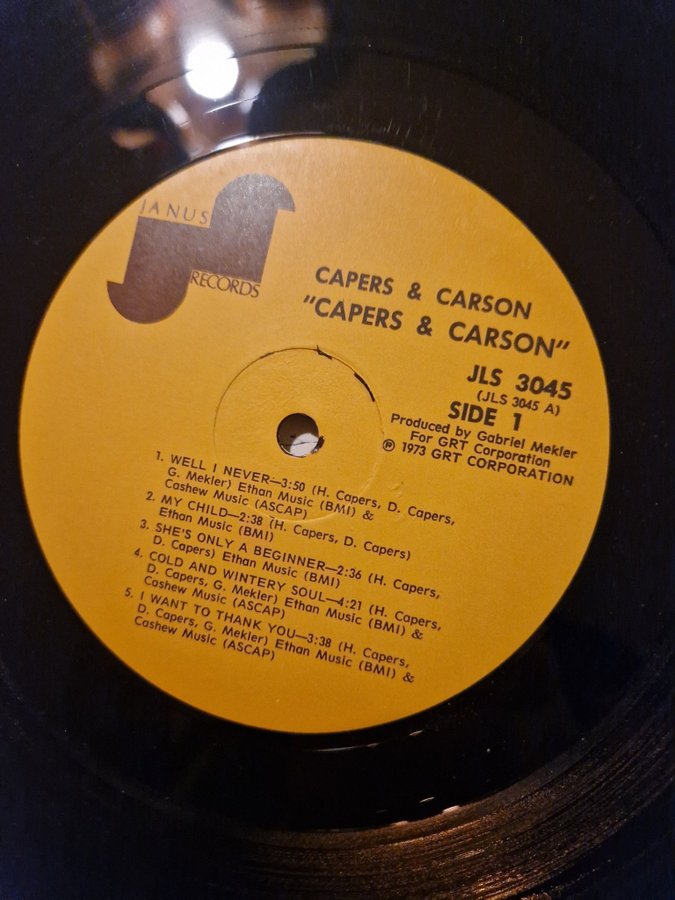 JANUS
RECORDS
CAPERS & CARSON
"CAPERS & CARSON"
JLS 3045
(JLS 3045 A)
SIDE 1
Produced by Gabriel Mekler
For GRT Corporation
℗ 1973 GRT CORPORATION
1. WELL I NEVER—3:50 (H. Capers, D. Capers,
G. Mekler) Ethan Music (BMI) &
Cashew Music (ASCAP)
2. MY CHILD—2:38 (H. Capers, D. Capers)
Ethan Music (BMI)
3. SHE'S ONLY A BEGINNER—2:36 (H. Capers,
D. Capers) Ethan Music (BMI)
4. COLD AND WINTERY SOUL—4:21 (H. Capers,
D. Capers, G. Mekler) Ethan Music (BMI) &
Cashew Music (ASCAP)
5. I WANT TO THANK YOU—3:38 (H. Capers,
D. Capers, G. Mekler) Ethan Music (BMI) &
Cashew Music (ASCAP)